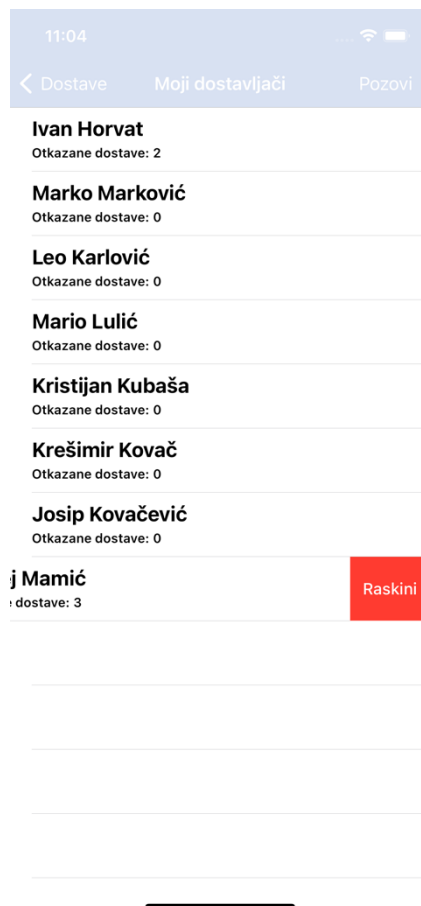 11:04
Dostave Moji dostavljači Pozovi
Ivan Horvat
Otkazane dostave: 2
Marko Marković
Otkazane dostave: 0
Leo Karlović
Otkazane dostave: 0
Mario Lulić
Otkazane dostave: 0
Kristijan Kubaša
Otkazane dostave: 0
Krešimir Kovač
Otkazane dostave: 0
Josip Kovačević
Otkazane dostave: 0
j Mamić
dostave: 3
Raskini